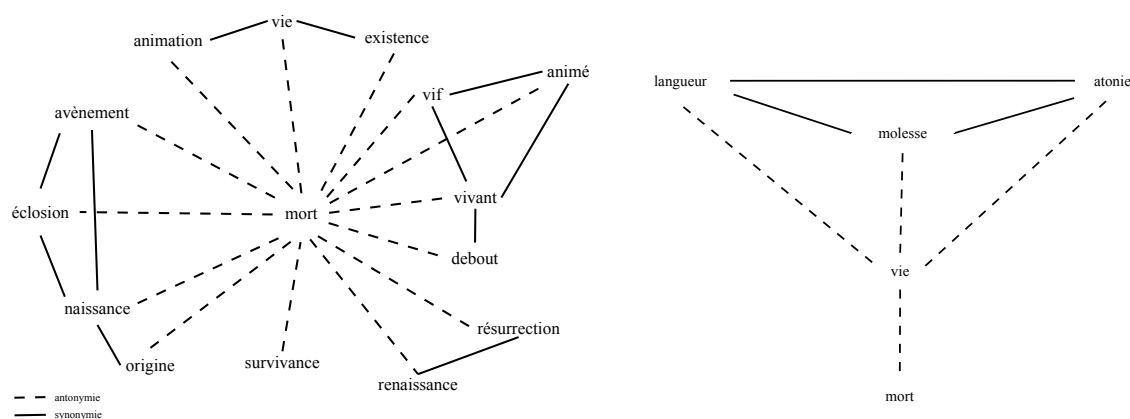 vie
animation
existence
animé
vif
avènement
vivant
éclosion
mort
debout
naissance
résurrection
origine
survivance
renaissance
antonymie
synonymie
langueur
atonie
molesse
vie
mort